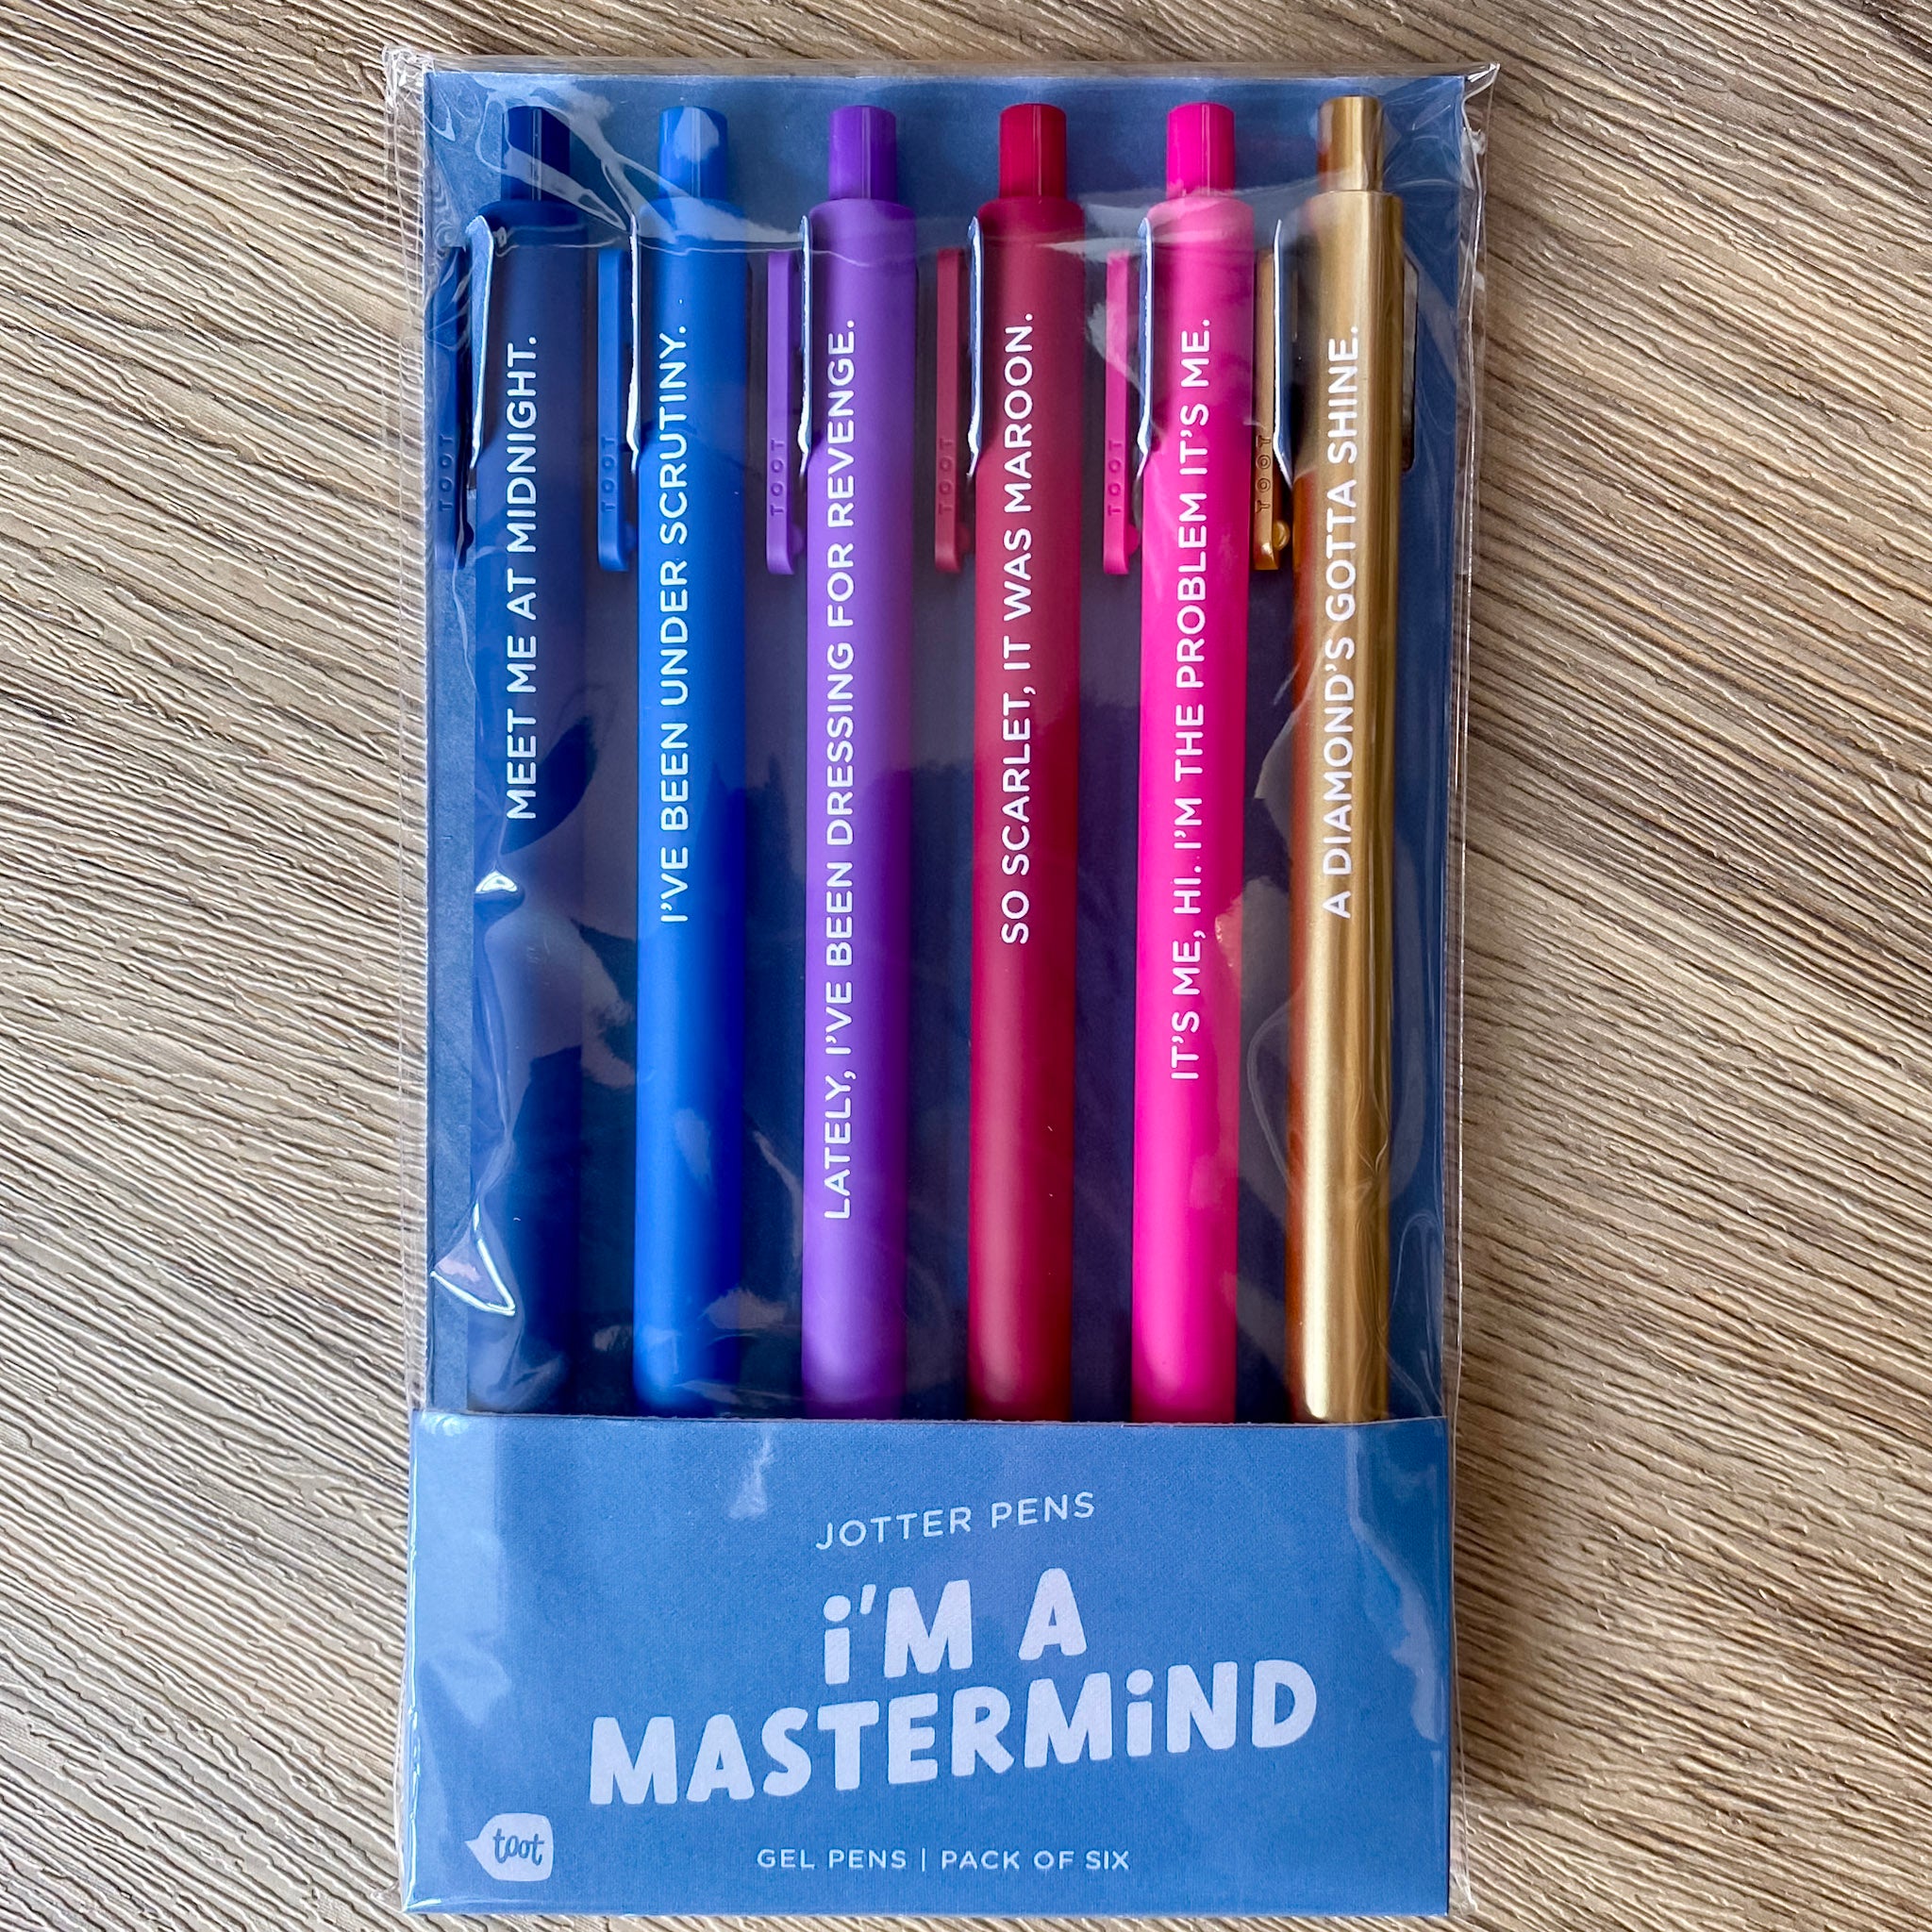 MEET ME AT MIDNIGHT.
I'VE BEEN UNDER SCRUTINY.
LATELY, I'VE BEEN DRESSING FOR REVENGE.
SO SCARLET, IT WAS MAROON.
IT'S ME, HI. I'M THE PROBLEM IT'S ME.
A DIAMOND'S GOTTA SHINE.
TOOT
TOOT
TOOT
TOOT
TOOT
TOOT
JOTTER PENS
i'M A
MASTERMiND
toot
GEL PENS | PACK OF SIX